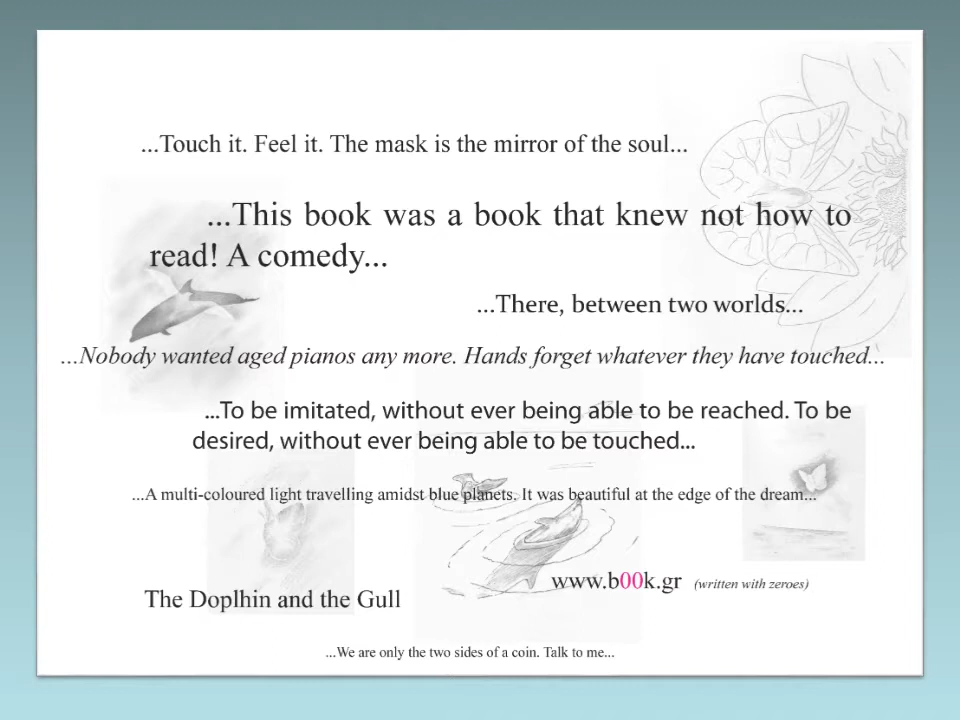 ...Touch it. Feel it. The mask is the mirror of the soul...
...This book was a book that knew not how to
read! A comedy...
...There, between two worlds...
...Nobody wanted aged pianos any more. Hands forget whatever they have touched...
...To be imitated, without ever being able to be reached. To be
desired, without ever being able to be touched...
...A multi-coloured light travelling amidst blue planets. It was beautiful at the edge of the dream...
www.b00k.gr (written with zeroes)
The Doplhin and the Gull
...We are only the two sides of a coin. Talk to me...